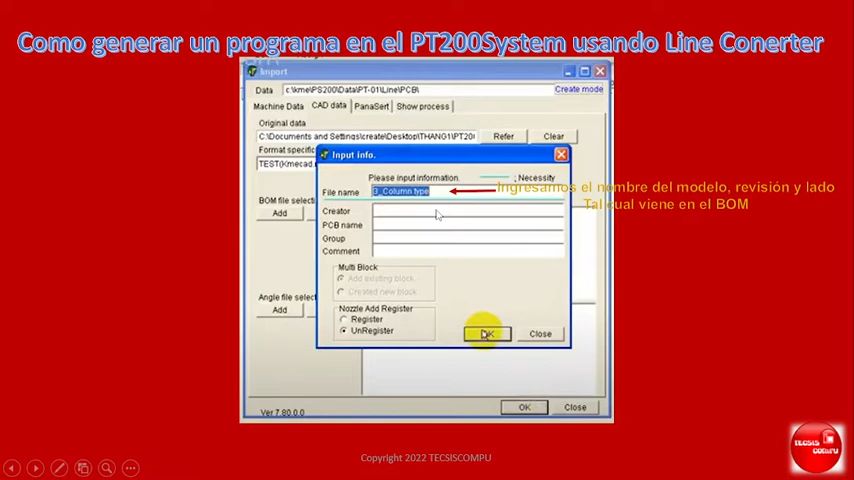 Como generar un programa en el PT200System usando Line Conerter
Import
Data c:\kme\PS200\Data\PT-01\Line\PCB\ Create mode
Machine Data CAD data PanaSert Show process
Original data
C:\Documents and Settings\create\Desktop\THANG1\PT20 Refer Clear
Format specific
TEST(Kmecad.
Input info.
Please input information. ; Necessity
File name 3_Column type
Ingresamos el nombre del modelo, revisión y lado
Tal cual viene en el BOM
BOM file select
Add
Creator
PCB name
Group
Comment
Multi Block
Add existing block
Created new block
Angle file select
Add
Nozzle Add Register
Register
UnRegister
OK Close
OK Close
Ver 7.80.0.0
Copyright 2022 TECSISCOMPU
TECSIS
COMPU